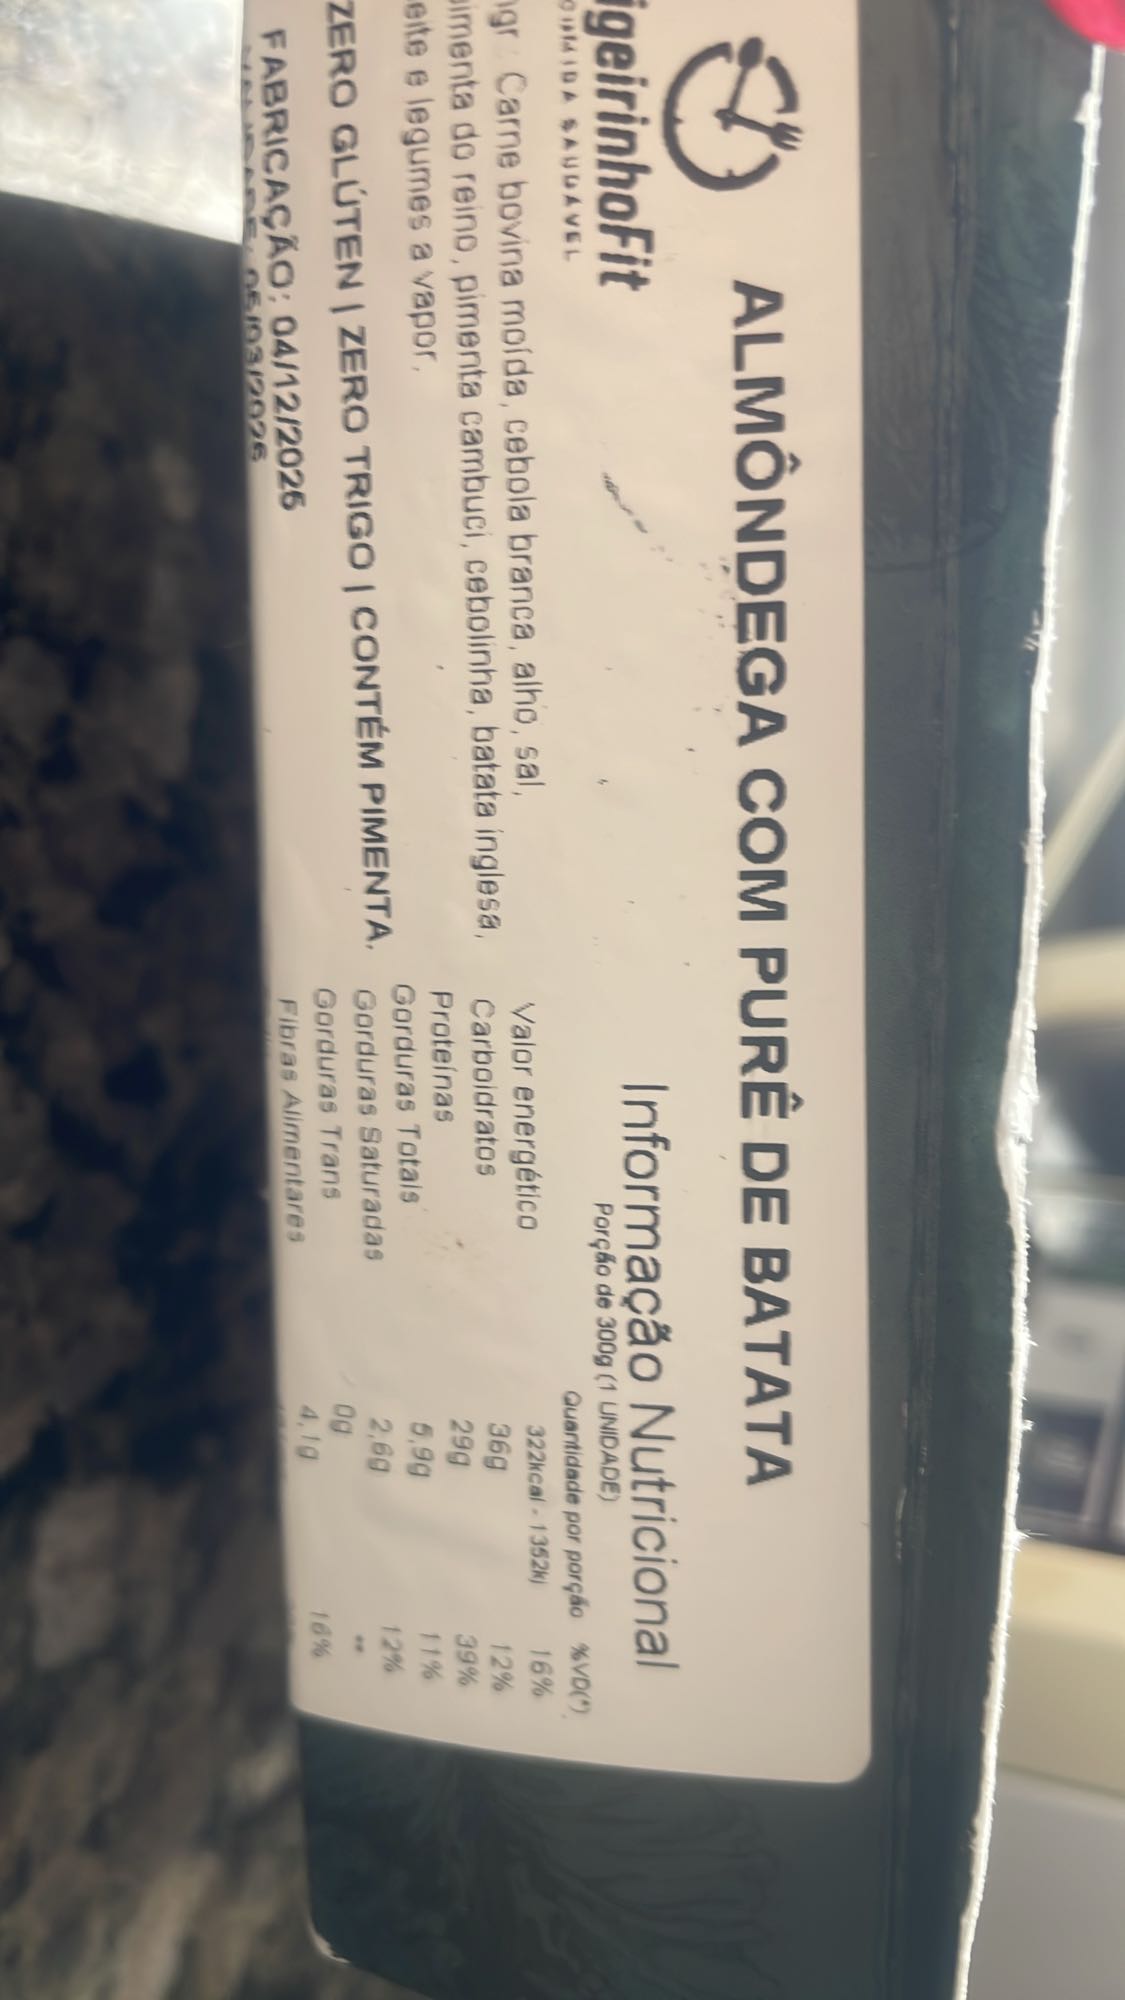 igeirinhoFit
COMIDA SAUDÁVEL
ALMÔNDEGA COM PURÊ DE BATATA
ngr.: Carne bovina moída, cebola branca, alho, sal,
pimenta do reino, pimenta cambuci, cebolinha, batata inglesa,
eite e legumes a vapor.
ZERO GLÚTEN | ZERO TRIGO | CONTÉM PIMENTA.
FABRICAÇÃO: 04/12/2025
Informação Nutricional
Porção de 300g (1 UNIDADE)
Quantidade por porção %VD(*)
Valor energético 322kcal - 1352kj 16%
Carboidratos 36g 12%
Proteínas 29g 39%
Gorduras Totais 5,9g 11%
Gorduras Saturadas 2,6g 12%
Gorduras Trans 0g **
Fibras Alimentares 4,1g 16%